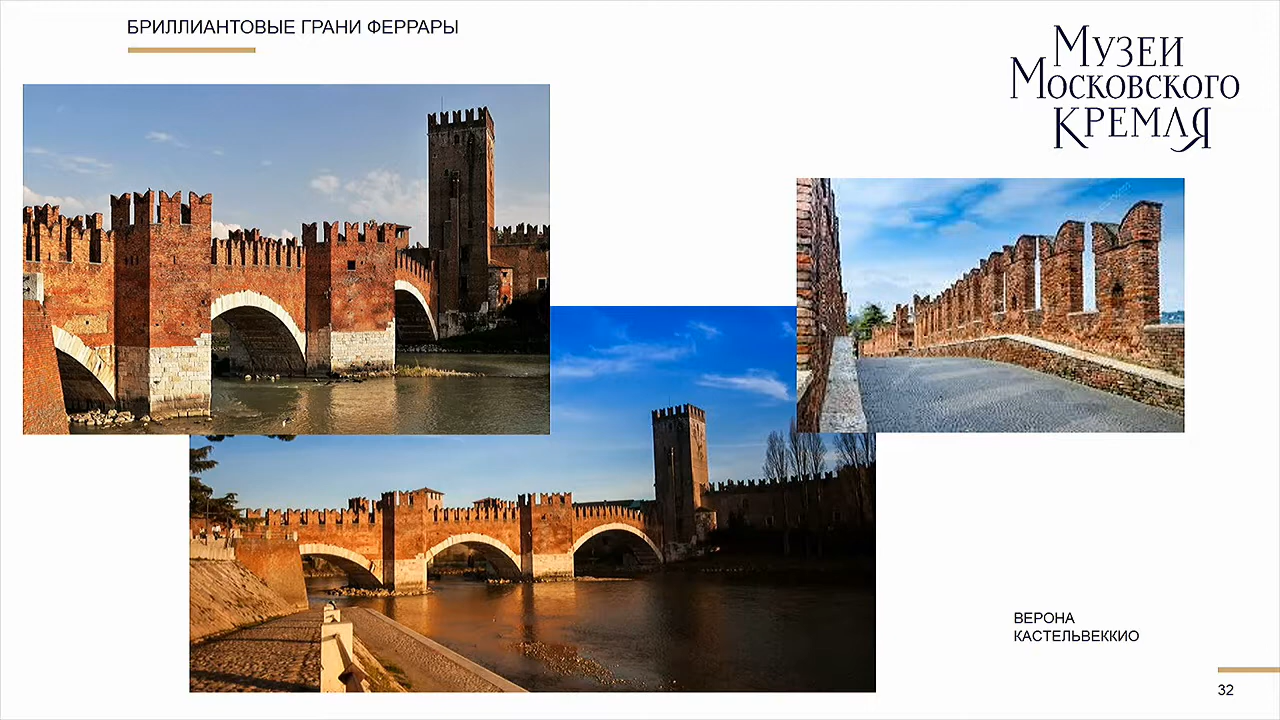 БРИЛЛИАНТОВЫЕ ГРАНИ ФЕРРАРЫ
МУЗЕИ
МОСКОВСКОГО
КРЕМЛЯ
ВЕРОНА
КАСТЕЛЬВЕККИО
32